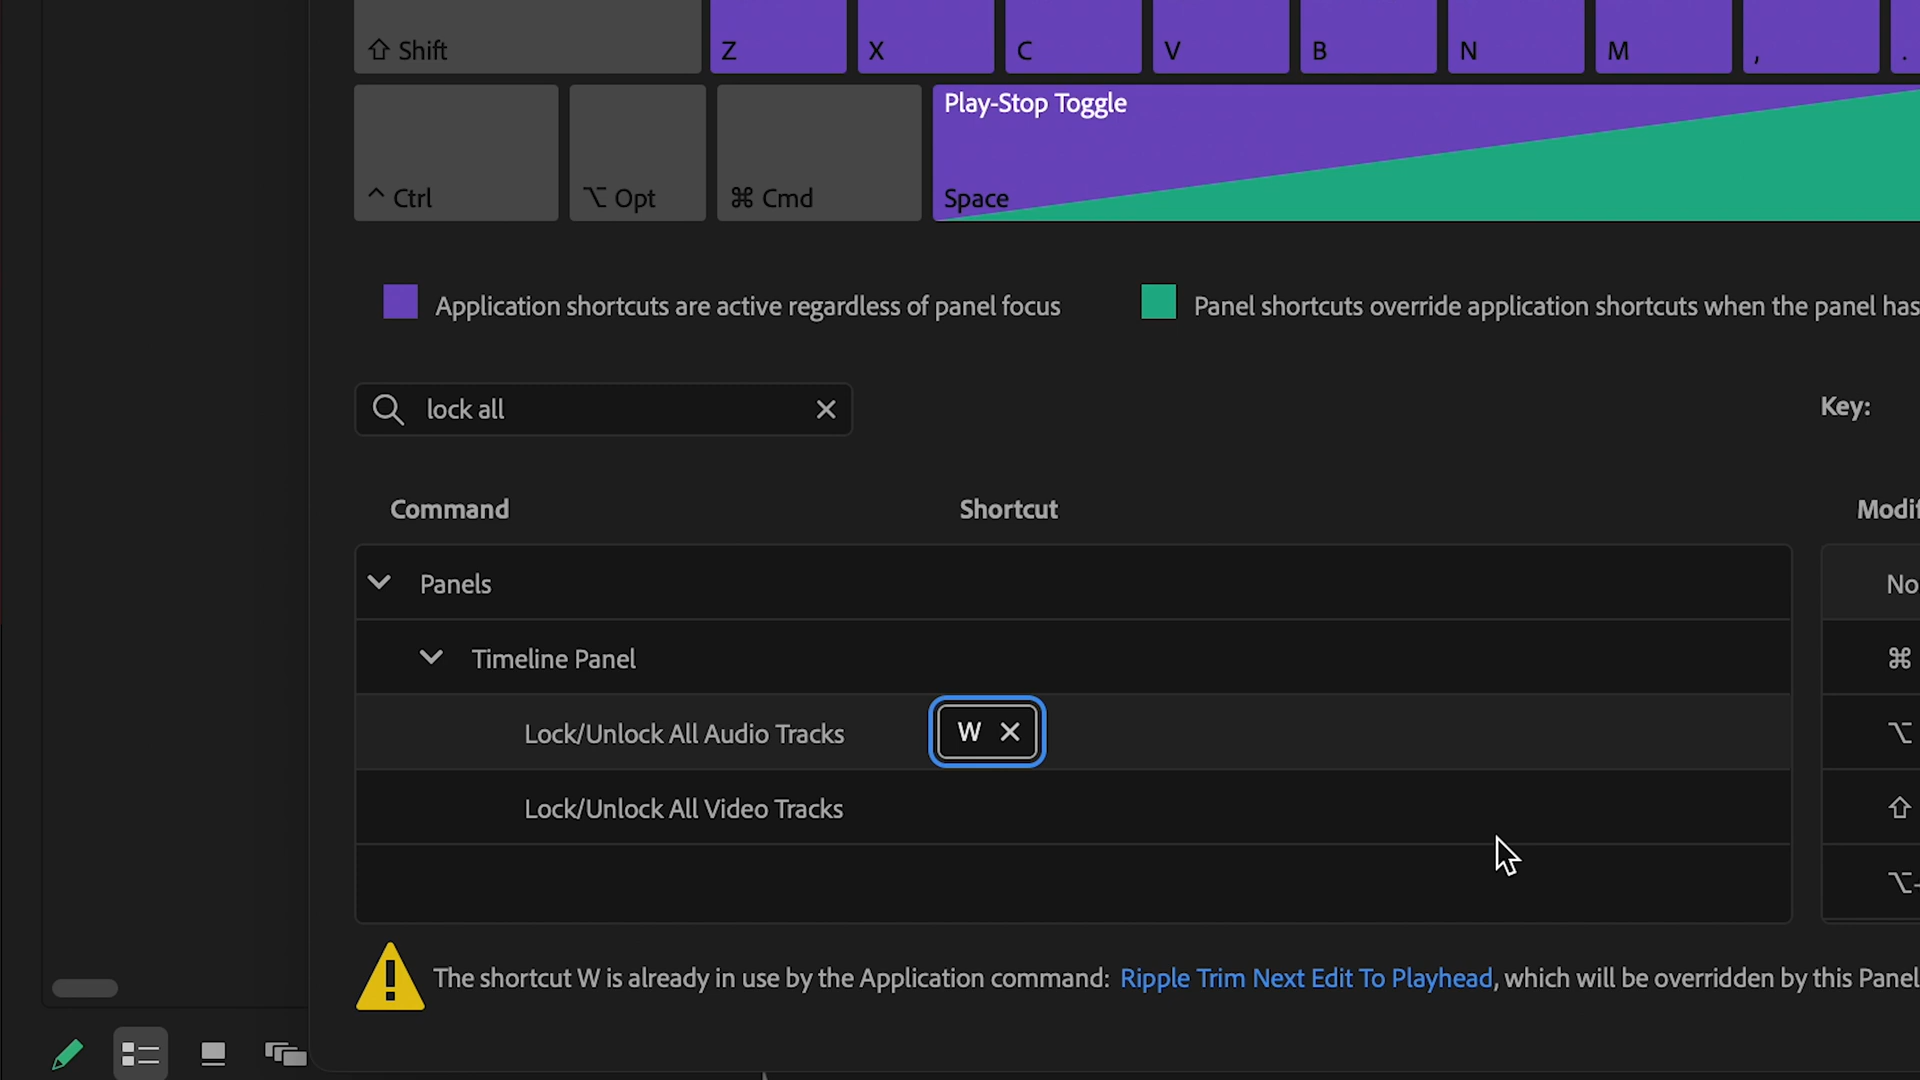 ⇧ Shift
Z
X
C
V
B
N
M
,
.
^ Ctrl
⌥ Opt
⌘ Cmd
Play-Stop Toggle
Space
Application shortcuts are active regardless of panel focus
Panel shortcuts override application shortcuts when the panel has
lock all
Key:
Command
Shortcut
Panels
Timeline Panel
Lock/Unlock All Audio Tracks
W
Lock/Unlock All Video Tracks
No
⌘
⌥
⇧
⌥
The shortcut W is already in use by the Application command: Ripple Trim Next Edit To Playhead, which will be overridden by this Panel